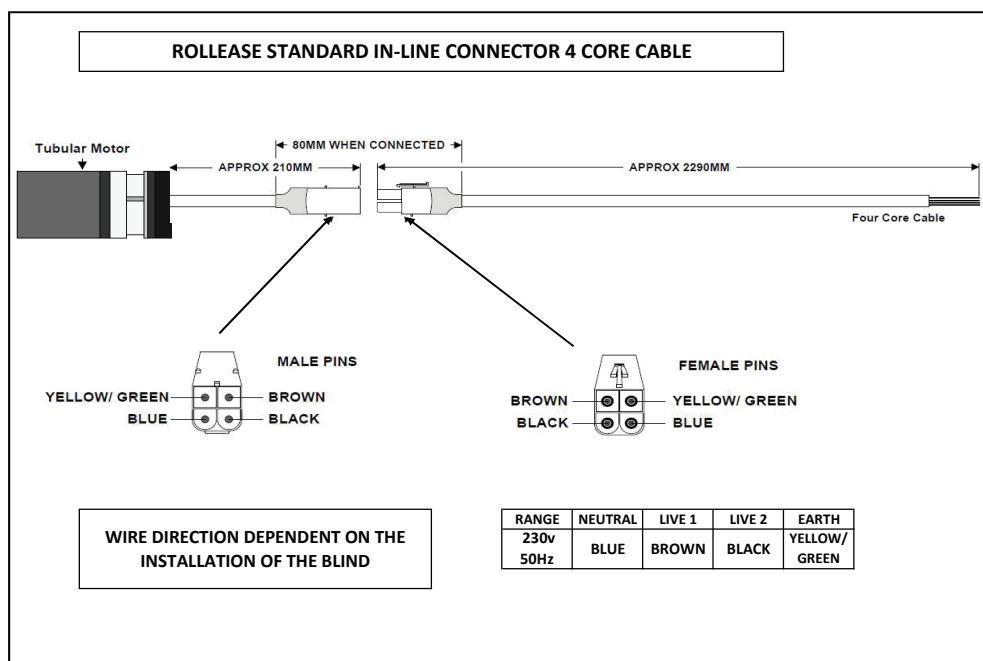 ROLLEASE STANDARD IN-LINE CONNECTOR 4 CORE CABLE
80MM WHEN CONNECTED
Tubular Motor
APPROX 210MM
APPROX 2290MM
Four Core Cable
MALE PINS
YELLOW/ GREEN
BROWN
BLUE
BLACK
FEMALE PINS
BROWN
YELLOW/ GREEN
BLACK
BLUE
WIRE DIRECTION DEPENDENT ON THE
INSTALLATION OF THE BLIND
RANGE NEUTRAL LIVE 1 LIVE 2 EARTH
230v
50Hz
BLUE BROWN BLACK
YELLOW/
GREEN